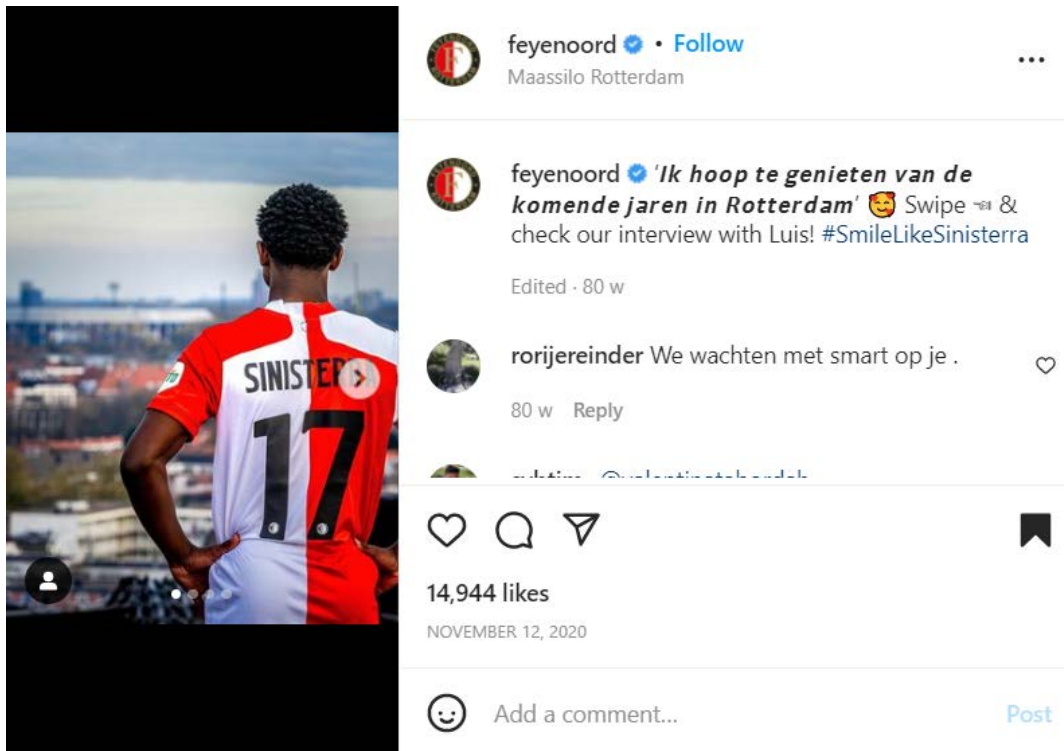 feyenoord • Follow
Maassilo Rotterdam
feyenoord 'Ik hoop te genieten van de
komende jaren in Rotterdam' 🥰 Swipe 👈 &
check our interview with Luis! #SmileLikeSinisterra
Edited · 80 w
rorijereinder We wachten met smart op je .
80 w Reply
SINISTER
17
14,944 likes
NOVEMBER 12, 2020
Add a comment...
Post